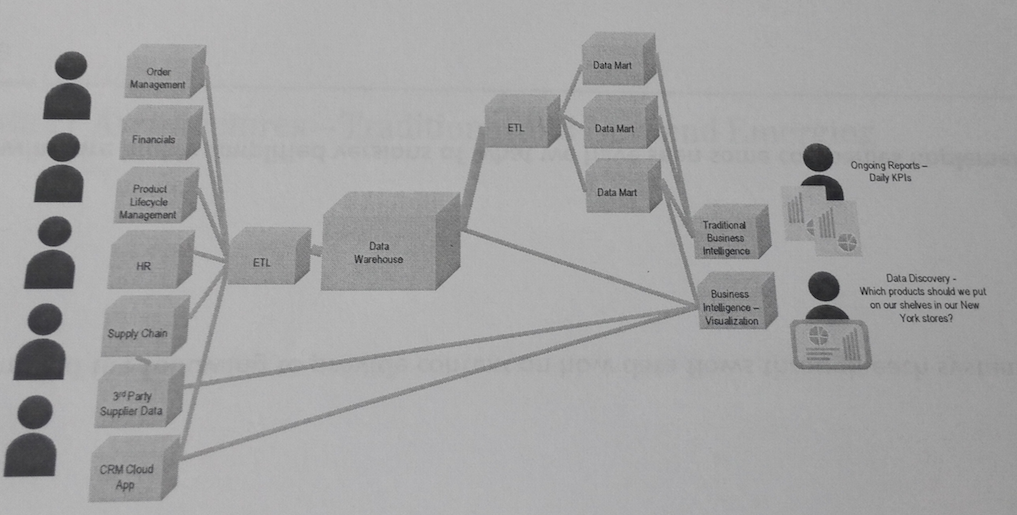 Order
Management
Financials
Product
Lifecycle
Management
HR
Supply Chain
3rd Party
Supplier Data
CRM Cloud
App
ETL
Data
Warehouse
ETL
Data Mart
Data Mart
Data Mart
Traditional
Business
Intelligence
Business
Intelligence –
Visualization
Ongoing Reports –
Daily KPIs
Data Discovery -
Which products should we put
on our shelves in our New
York stores?